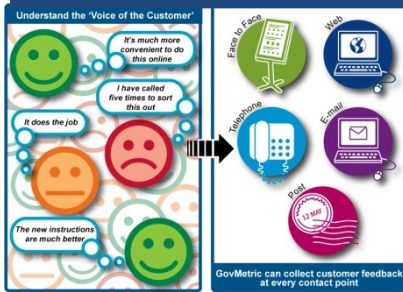 Understand the 'Voice of the Customer'
It's much more
convenient to do
this online
I have called
five times to sort
this out
It does the job
The new instructions
are much better
Face to Face
Web
Telephone
E-mail
Post
12 MAY
GovMetric can collect customer feedback
at every contact point